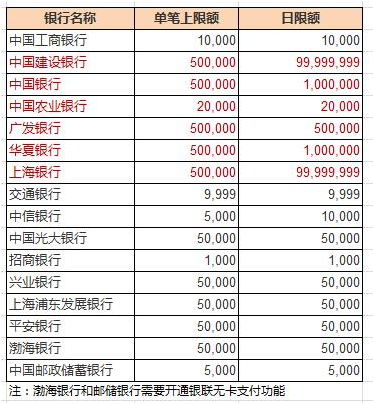 银行名称 单笔上限额 日限额
中国工商银行 10,000 10,000
中国建设银行 500,000 99,999,999
中国银行 500,000 1,000,000
中国农业银行 20,000 20,000
广发银行 500,000 500,000
华夏银行 500,000 1,000,000
上海银行 500,000 99,999,999
交通银行 9,999 9,999
中信银行 5,000 10,000
中国光大银行 50,000 50,000
招商银行 1,000 1,000
兴业银行 50,000 50,000
上海浦东发展银行 50,000 50,000
平安银行 50,000 50,000
渤海银行 50,000 50,000
中国邮政储蓄银行 5,000 5,000
注：渤海银行和邮储银行需要开通银联无卡支付功能